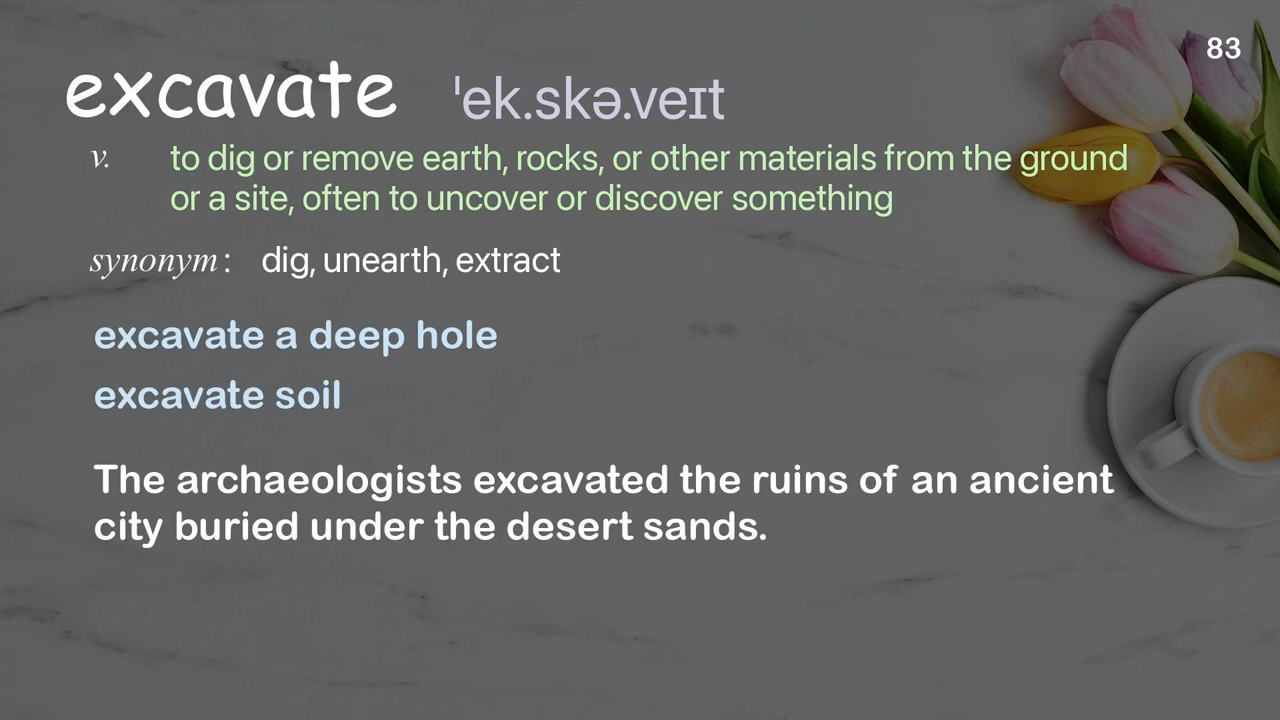 83
excavate ˈek.skə.veɪt
v. to dig or remove earth, rocks, or other materials from the ground
or a site, often to uncover or discover something
synonym : dig, unearth, extract
excavate a deep hole
excavate soil
The archaeologists excavated the ruins of an ancient
city buried under the desert sands.